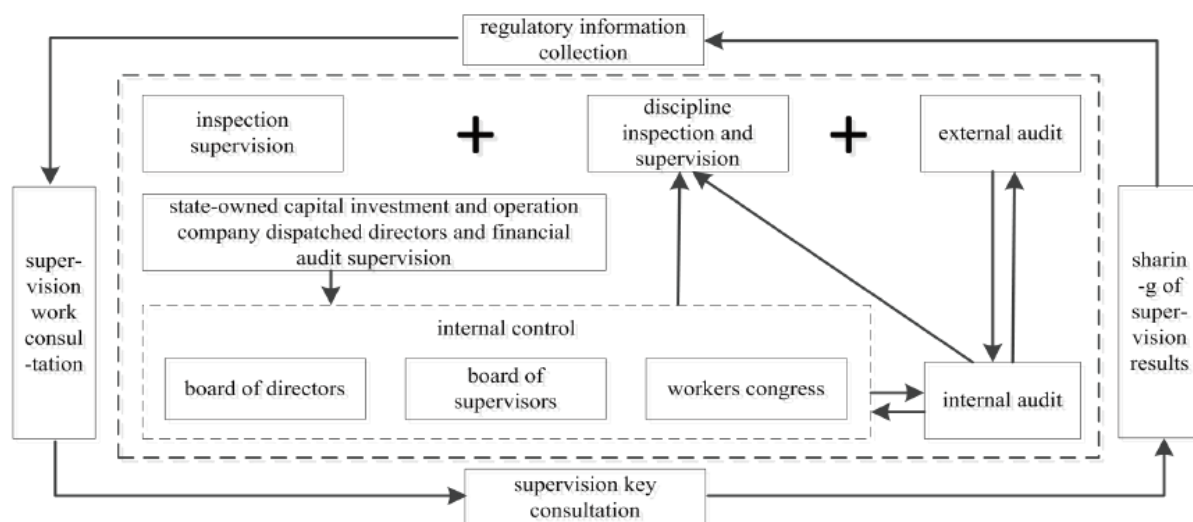 regulatory information
collection
inspection
supervision
+
discipline
inspection and
supervision
+
external audit
state-owned capital investment and operation
company dispatched directors and financial
audit supervision
super-
vision
work
consul
-tation
sharin
-g of
super-
vision
results
internal control
board of directors
board of
supervisors
workers congress
internal audit
supervision key
consultation